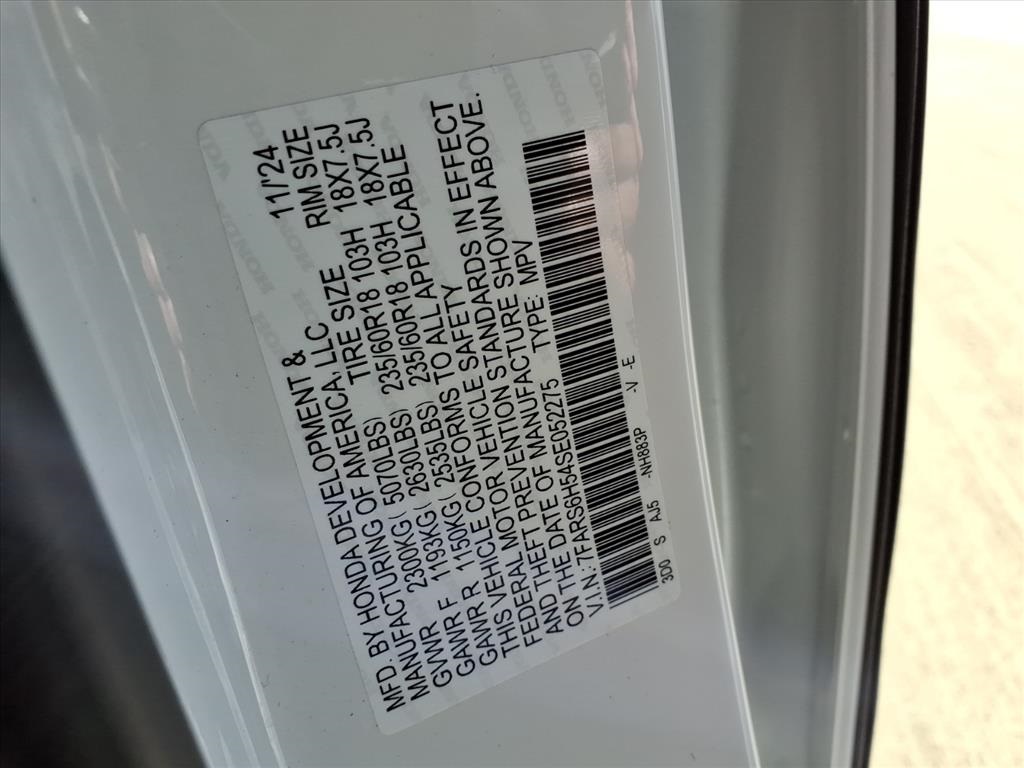 MFD. BY HONDA DEVELOPMENT &
MANUFACTURING OF AMERICA, LLC 11/'24
GVWR 2300KG( 5070LBS) TIRE SIZE RIM SIZE
GAWR F 1193KG( 2630LBS) 235/60R18 103H 18X7.5J
GAWR R 1150KG( 2535LBS) 235/60R18 103H 18X7.5J
THIS VEHICLE CONFORMS TO ALL APPLICABLE
FEDERAL MOTOR VEHICLE SAFETY
AND THEFT PREVENTION STANDARDS IN EFFECT
ON THE DATE OF MANUFACTURE SHOWN ABOVE.
V.I.N.:7FARS6H54SE052275 TYPE: MPV
3D0 S AJ5 -NH883P -V -E